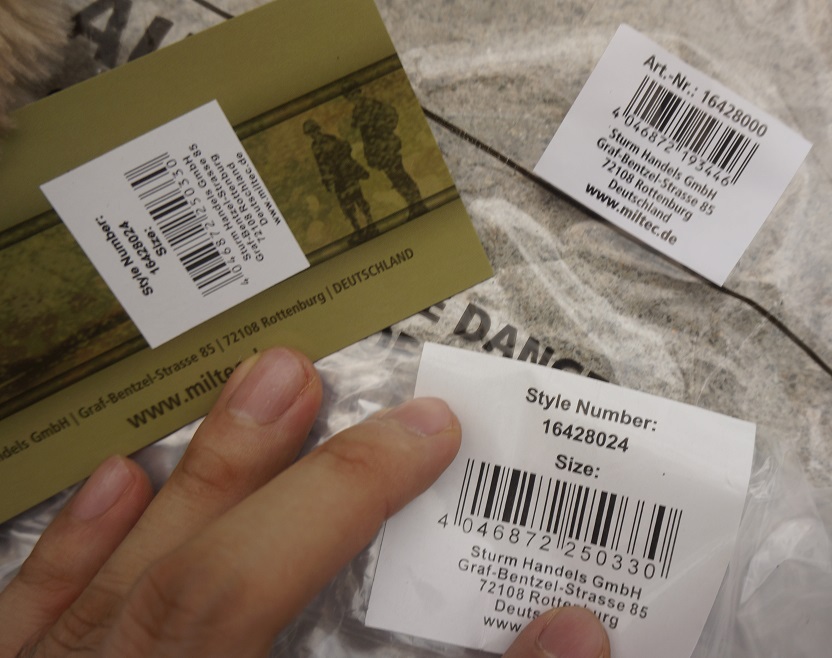 Style Number:
16428024
Size:
4 046872 250330
Sturm Handels GmbH
Graf-Bentzel-Strasse 85
72108 Rottenburg
Deutschland
www.miltec.de
GmbH | Graf-Bentzel-Strasse 85 | 72108 Rottenburg | DEUTSCHLAND
Art.-Nr.: 16428000
4 046872 193446
Sturm Handels GmbH
Graf-Bentzel-Strasse 85
72108 Rottenburg
Deutschland
www.miltec.de
Style Number:
16428024
Size:
4 046872 250330
Sturm Handels GmbH
Graf-Bentzel-Strasse 85
72108